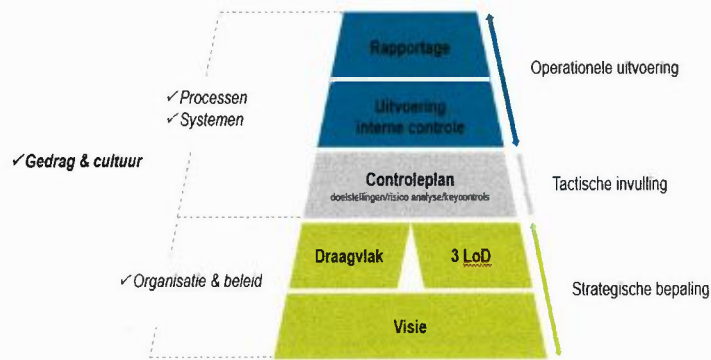 Rapportage
Operationele uitvoering
✓ Processen
✓ Systemen
Uitvoering
interne controle
✓ Gedrag & cultuur
Controleplan
doelstellingen/risico analyse/keycontrols
Tactische invulling
Draagvlak
3 LoD
✓ Organisatie & beleid
Strategische bepaling
Visie